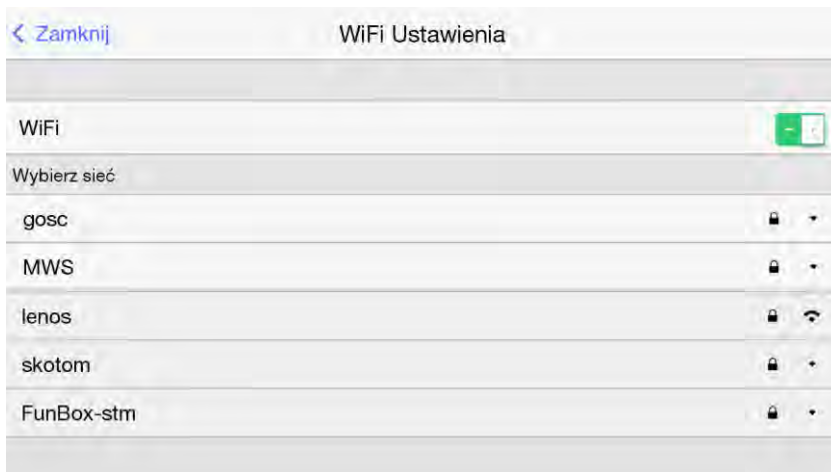 Zamknij
WiFi Ustawienia
WiFi
Wybierz sieć
gosc
MWS
lenos
skotom
FunBox-stm